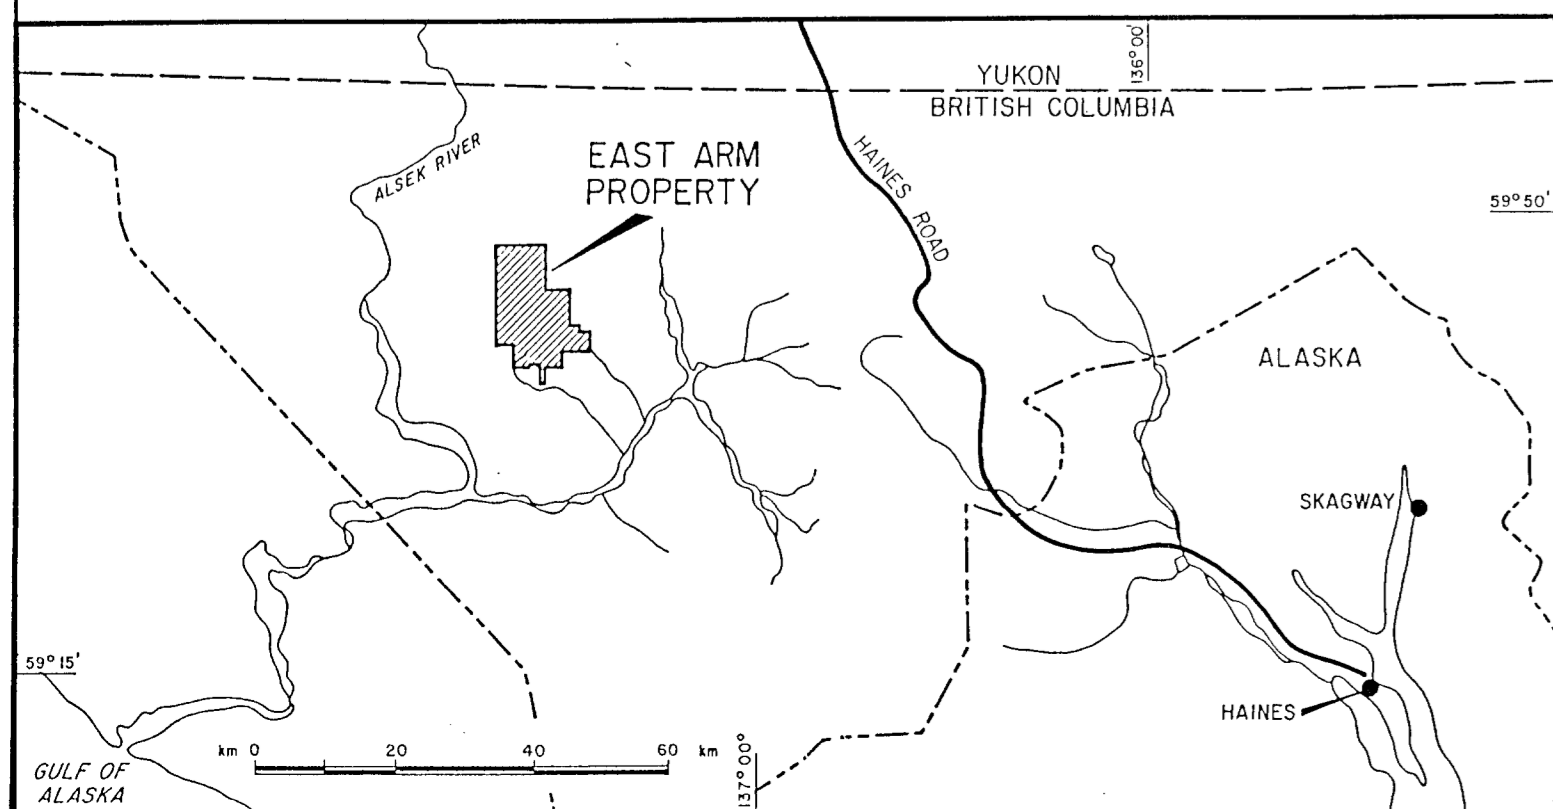 136°00'
YUKON
BRITISH COLUMBIA
ALSEK RIVER
EAST ARM
PROPERTY
HAINES ROAD
59°50'
ALASKA
SKAGWAY
59°15'
HAINES
km 0 20 40 60 km
137°00'
GULF OF
ALASKA